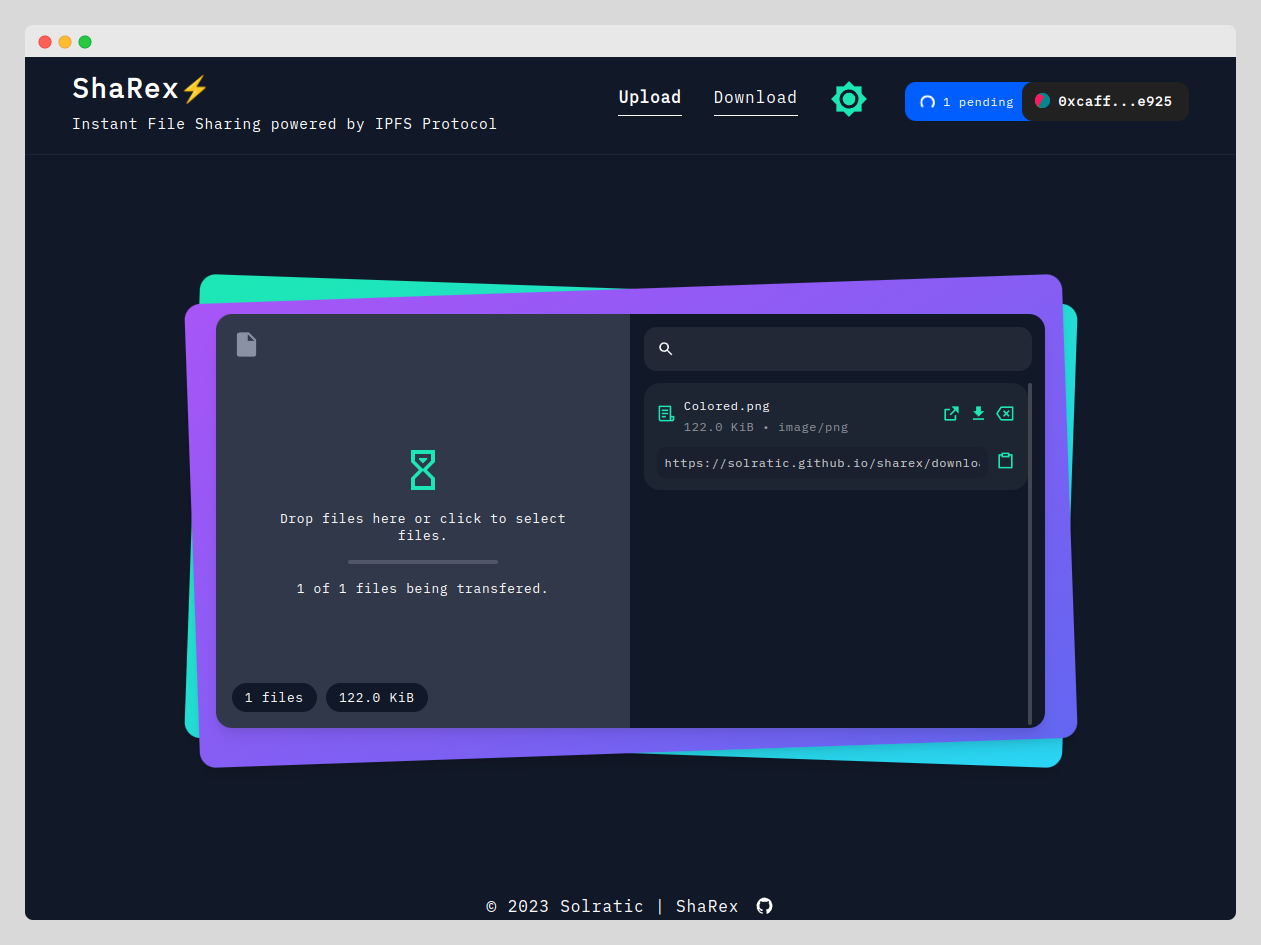 ShaRex⚡
Instant File Sharing powered by IPFS Protocol
Upload
Download
1 pending
0xcaff...e925
Drop files here or click to select
files.
1 of 1 files being transfered.
1 files
122.0 KiB
Colored.png
122.0 KiB • image/png
https://solratic.github.io/sharex/downlo
© 2023 Solratic | ShaRex